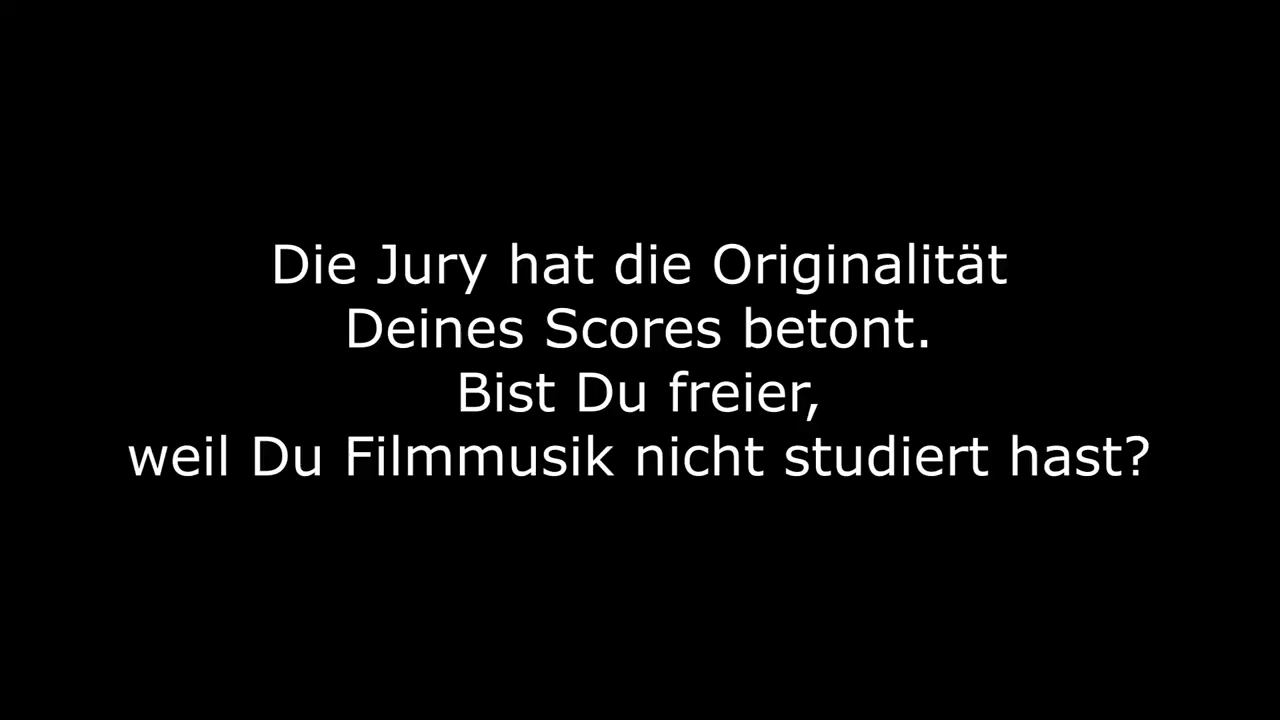 Die Jury hat die Originalität
Deines Scores betont.
Bist Du freier,
weil Du Filmmusik nicht studiert hast?